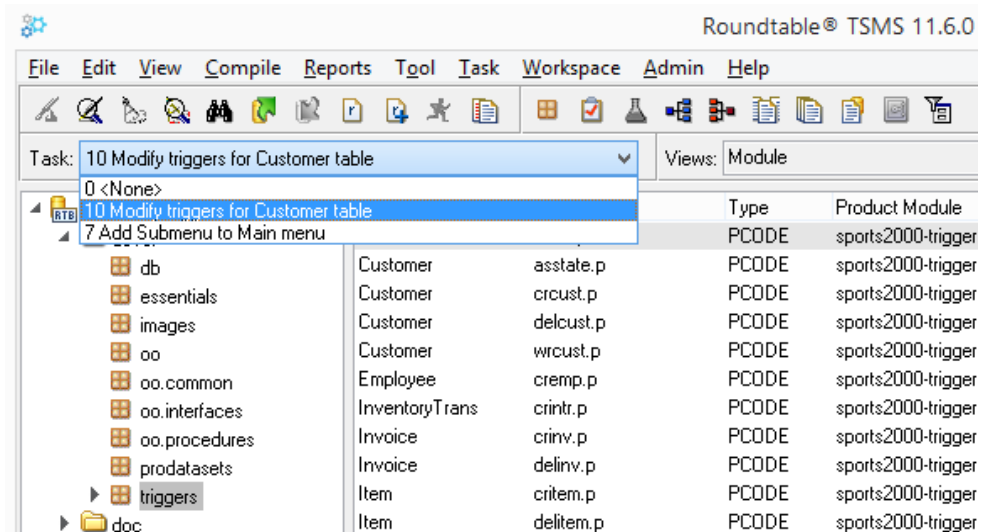 Roundtable® TSMS 11.6.0
File Edit View Compile Reports Tool Task Workspace Admin Help
Task: 10 Modify triggers for Customer table Views: Module
0 <None>
RTB 10 Modify triggers for Customer table Type Product Module
7 Add Submenu to Main menu PCODE sports2000-trigger
db Customer asstate.p PCODE sports2000-trigger
essentials Customer crcust.p PCODE sports2000-trigger
images Customer delcust.p PCODE sports2000-trigger
oo Customer wrcust.p PCODE sports2000-trigger
oo.common Employee cremp.p PCODE sports2000-trigger
oo.interfaces InventoryTrans crintr.p PCODE sports2000-trigger
oo.procedures Invoice crinv.p PCODE sports2000-trigger
prodatasets Invoice delinv.p PCODE sports2000-trigger
triggers Item critem.p PCODE sports2000-trigger
doc Item delitem.p PCODE sports2000-trigger